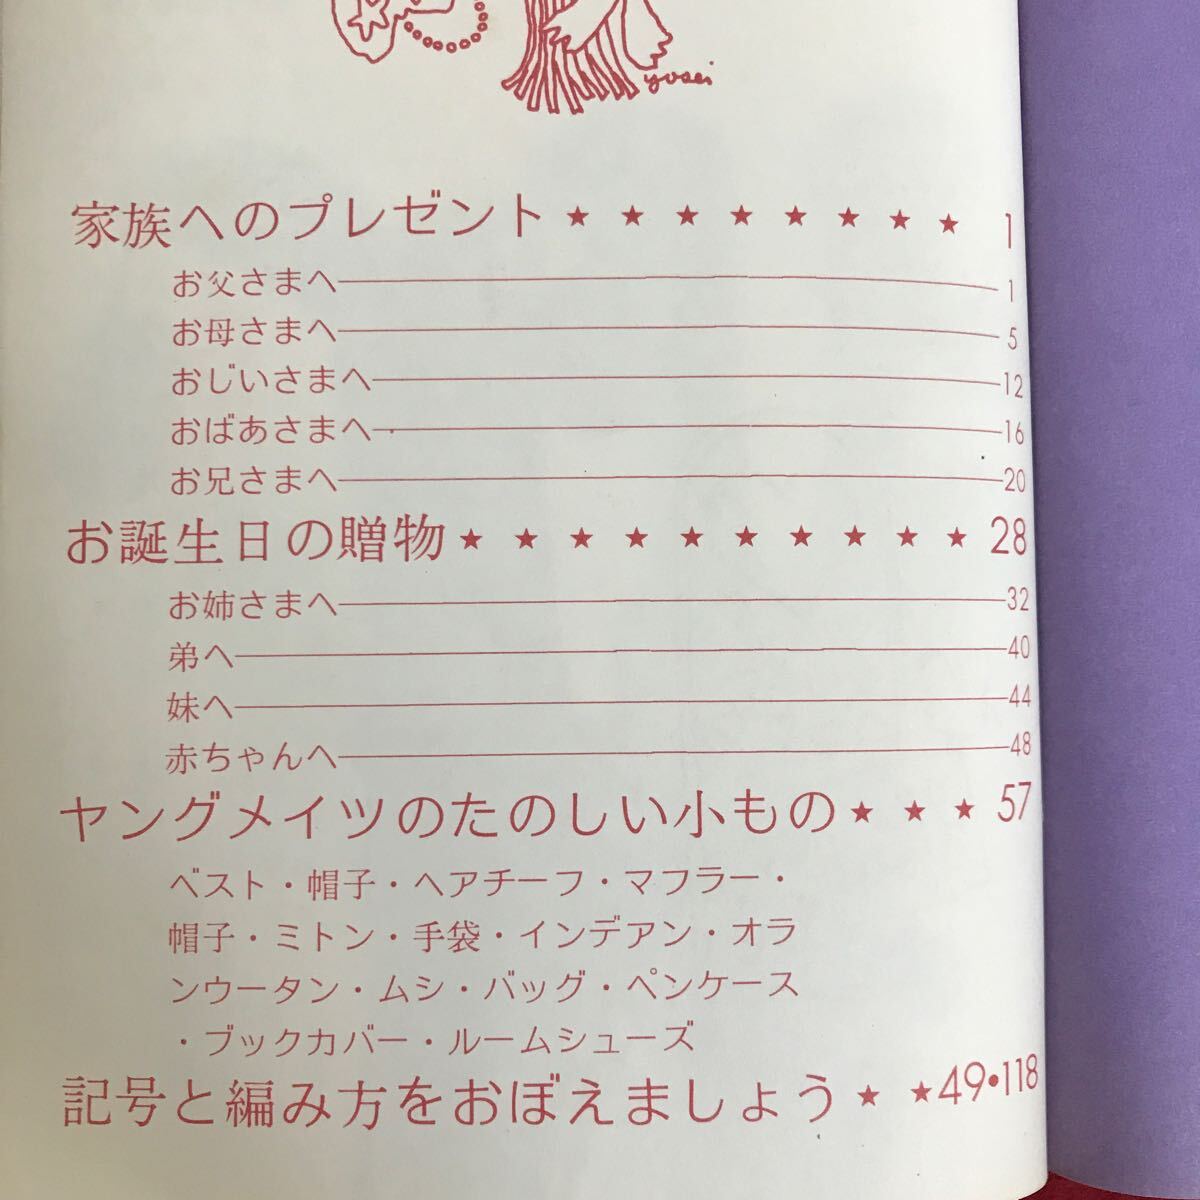 yosei
家族へのプレゼント★★★★★★★★1
お父さまへ――1
お母さまへ――5
おじいさまへ――12
おばあさまへ――16
お兄さまへ――20
お誕生日の贈物★★★★★★★★★★28
お姉さまへ――32
弟へ――40
妹へ――44
赤ちゃんへ――48
ヤングメイツのたのしい小もの★★★57
ベスト・帽子・ヘアチーフ・マフラー・
帽子・ミトン・手袋・インデアン・オラ
ンウータン・ムシ・バッグ・ペンケース
・ブックカバー・ルームシューズ
記号と編み方をおぼえましょう★★49・118